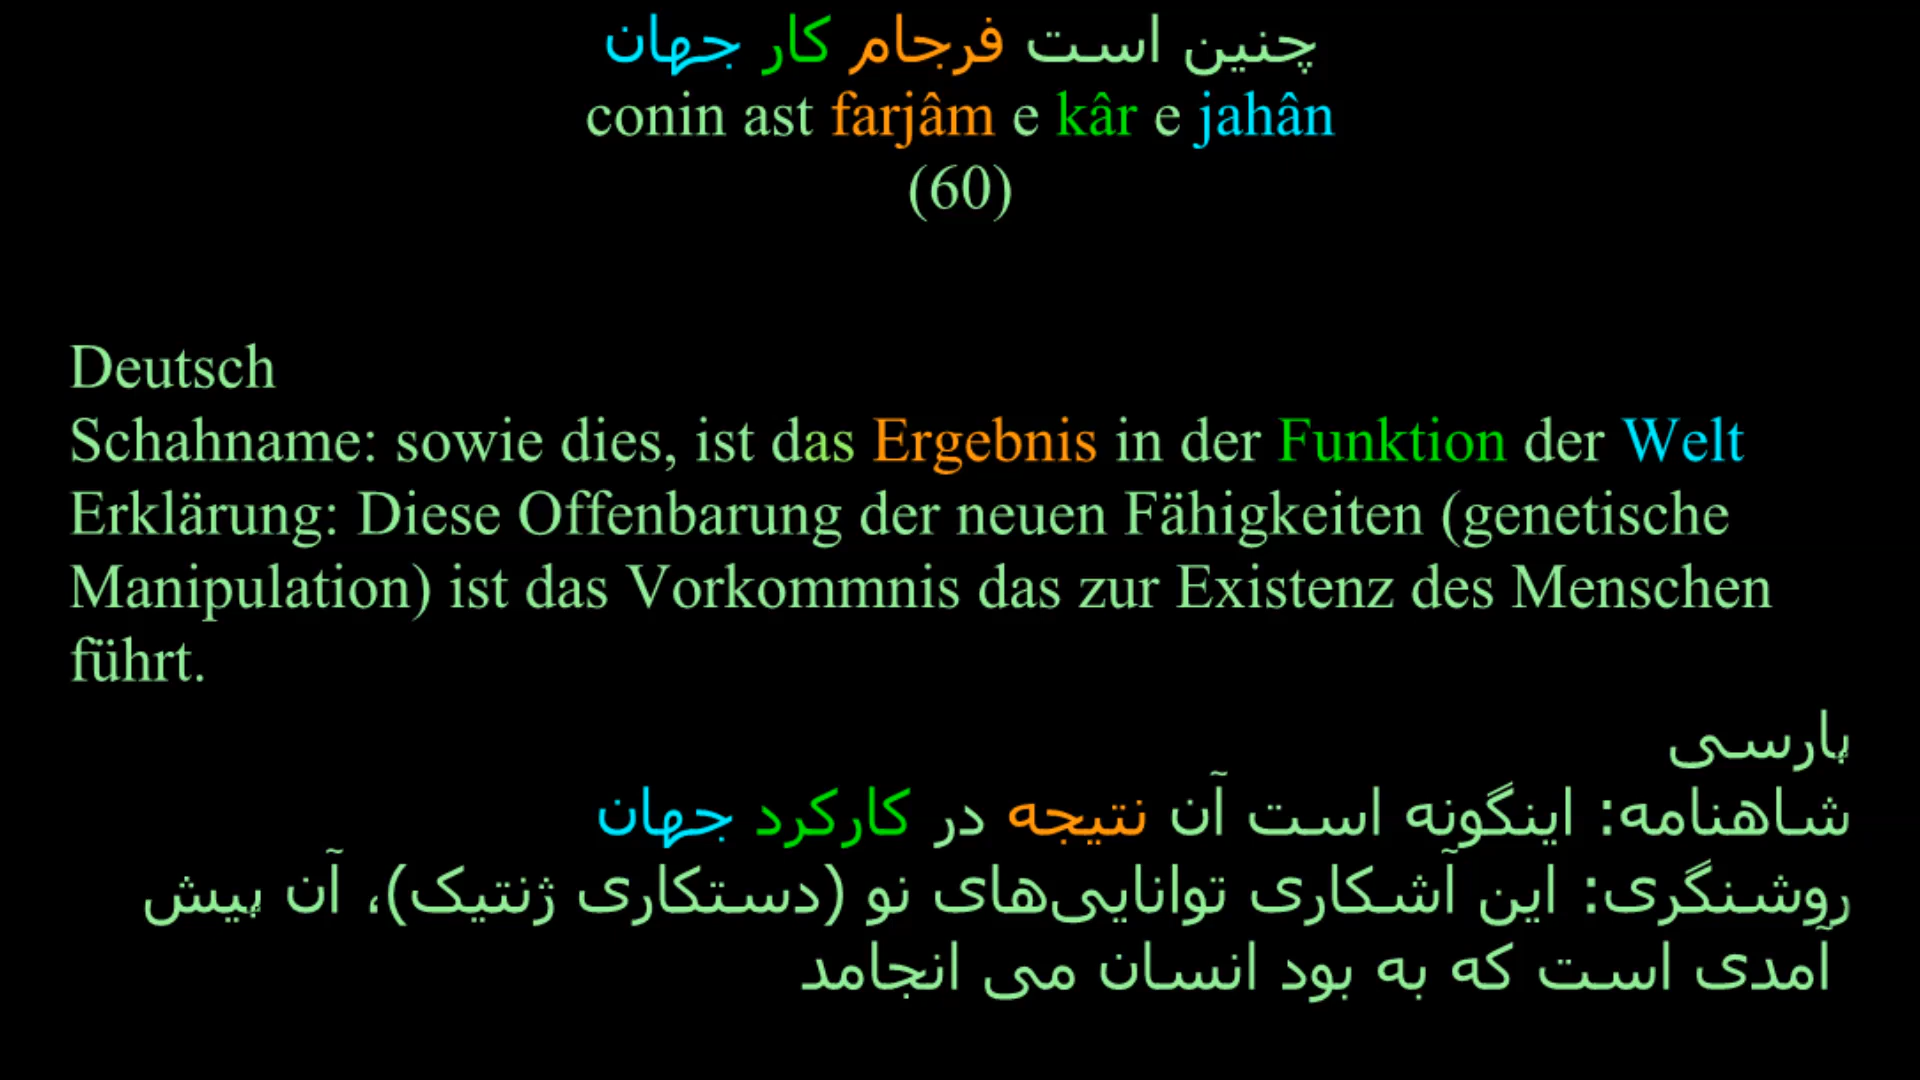 چنین است فرجام کار جهان
conin ast farjâm e kâr e jahân
(60)
Deutsch
Schahname: sowie dies, ist das Ergebnis in der Funktion der Welt
Erklärung: Diese Offenbarung der neuen Fähigkeiten (genetische
Manipulation) ist das Vorkommnis das zur Existenz des Menschen
führt.
پارسی
شاهنامه: اینگونه است آن نتیجه در کارکرد جهان
روشنگری: این آشکاری توانایی‌های نو (دستکاری ژنتیک)، آن پیش
آمدی است که به بود انسان می انجامد